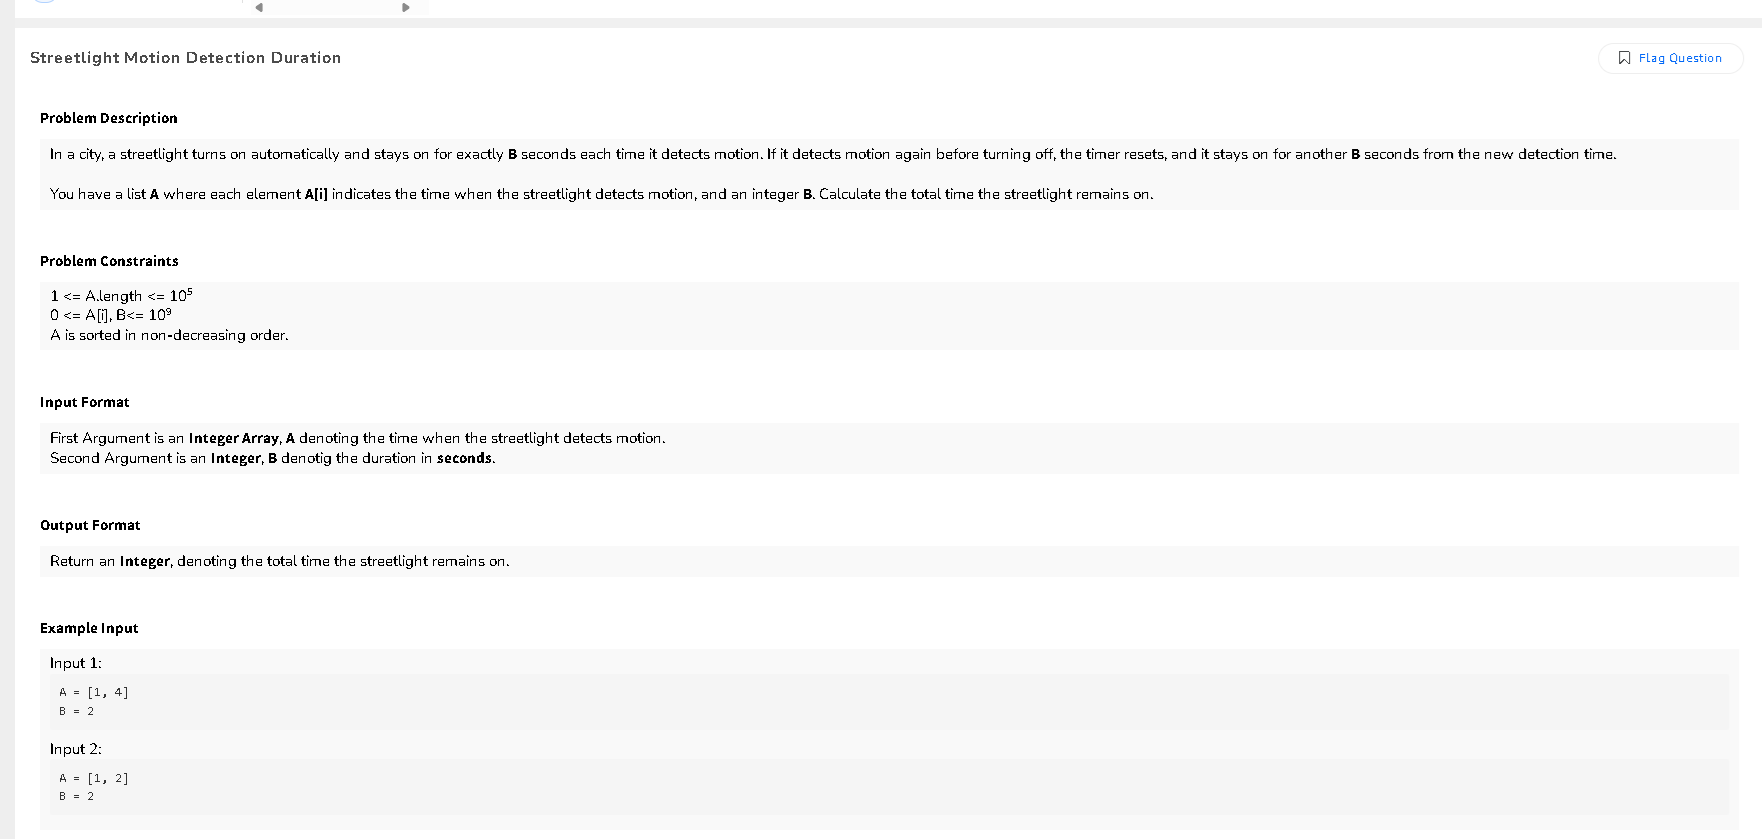 Streetlight Motion Detection Duration
Flag Question
Problem Description
In a city, a streetlight turns on automatically and stays on for exactly B seconds each time it detects motion. If it detects motion again before turning off, the timer resets, and it stays on for another B seconds from the new detection time.
You have a list A where each element A[i] indicates the time when the streetlight detects motion, and an integer B. Calculate the total time the streetlight remains on.
Problem Constraints
1 <= A.length <= 10⁵
0 <= A[i], B<= 10⁹
A is sorted in non-decreasing order.
Input Format
First Argument is an Integer Array, A denoting the time when the streetlight detects motion.
Second Argument is an Integer, B denotig the duration in seconds.
Output Format
Return an Integer, denoting the total time the streetlight remains on.
Example Input
Input 1:
A = [1, 4]
B = 2
Input 2:
A = [1, 2]
B = 2